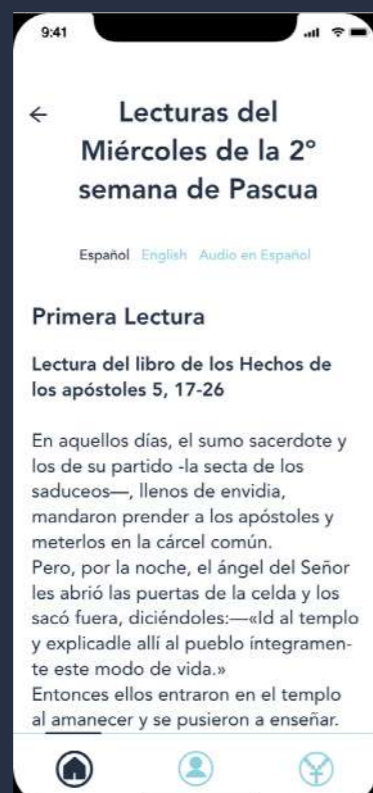 9:41
Lecturas del
Miércoles de la 2°
semana de Pascua
Español English Audio en Español
Primera Lectura
Lectura del libro de los Hechos de
los apóstoles 5, 17-26
En aquellos días, el sumo sacerdote y
los de su partido -la secta de los
saduceos—, llenos de envidia,
mandaron prender a los apóstoles y
meterlos en la cárcel común.
Pero, por la noche, el ángel del Señor
les abrió las puertas de la celda y los
sacó fuera, diciéndoles:—«Id al templo
y explicadle allí al pueblo íntegramen-
te este modo de vida.»
Entonces ellos entraron en el templo
al amanecer y se pusieron a enseñar.